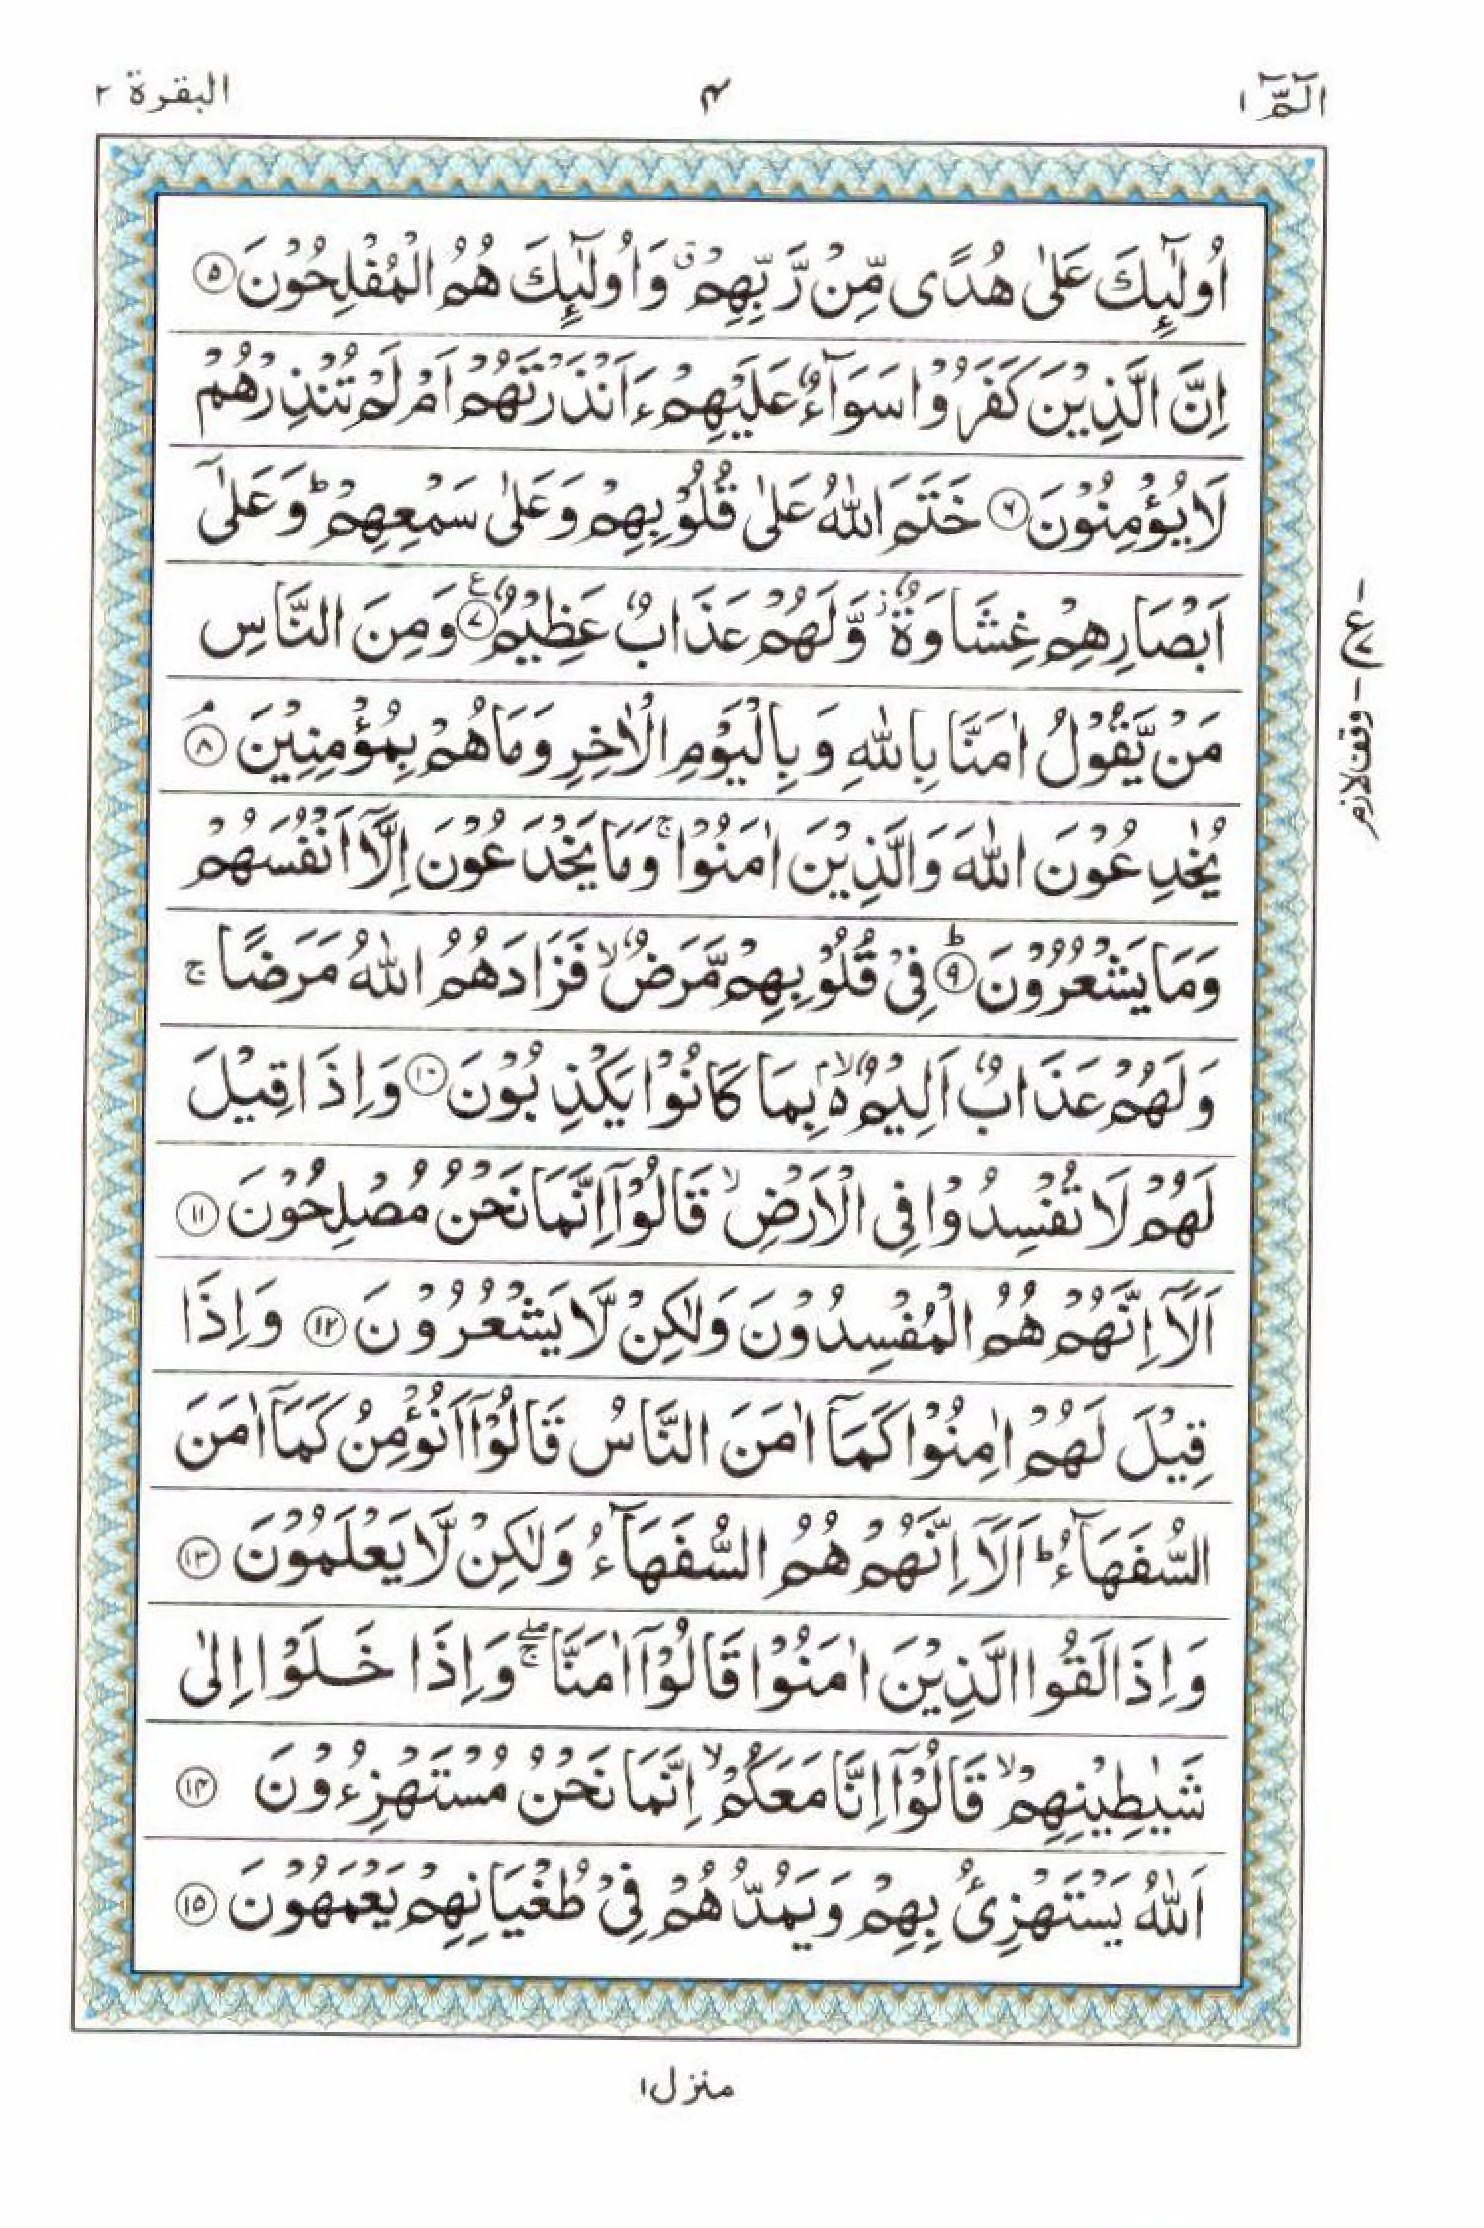 الٓمّٓ ١
٤
البقرة ٢
اُولٰٓئِكَ عَلٰى هُدًى مِّنْ رَّبِّهِمْ ۗ وَاُولٰٓئِكَ هُمُ الْمُفْلِحُوْنَ ۝٥
اِنَّ الَّذِيْنَ كَفَرُوْا سَوَآءٌ عَلَيْهِمْ ءَاَنْذَرْتَهُمْ اَمْ لَمْ تُنْذِرْهُمْ
لَا يُؤْمِنُوْنَ ۝٦ خَتَمَ اللّٰهُ عَلٰى قُلُوْبِهِمْ وَعَلٰى سَمْعِهِمْ ؕ وَعَلٰٓى
اَبْصَارِهِمْ غِشَاوَةٌ ز وَّلَهُمْ عَذَابٌ عَظِيْمٌ ۝٧ ع وَمِنَ النَّاسِ
مَنْ يَّقُوْلُ اٰمَنَّا بِاللّٰهِ وَ بِالْيَوْمِ الْاٰخِرِ وَمَا هُمْ بِمُؤْمِنِيْنَ ۝٨ ۘ
يُخٰدِعُوْنَ اللّٰهَ وَالَّذِيْنَ اٰمَنُوْا ۚ وَمَا يَخْدَعُوْنَ اِلَّآ اَنْفُسَهُمْ
وَمَا يَشْعُرُوْنَ ۝٩ ؕ فِيْ قُلُوْبِهِمْ مَّرَضٌ ۙ فَزَادَهُمُ اللّٰهُ مَرَضًا ۚ
وَلَهُمْ عَذَابٌ اَلِيْمٌ ۢ ۙ بِمَا كَانُوْا يَكْذِبُوْنَ ۝١٠ وَاِذَا قِيْلَ
لَهُمْ لَا تُفْسِدُوْا فِى الْاَرْضِ ۙ قَالُوْٓا اِنَّمَا نَحْنُ مُصْلِحُوْنَ ۝١١
اَلَآ اِنَّهُمْ هُمُ الْمُفْسِدُوْنَ وَلٰكِنْ لَّا يَشْعُرُوْنَ ۝١٢ وَاِذَا
قِيْلَ لَهُمْ اٰمِنُوْا كَمَآ اٰمَنَ النَّاسُ قَالُوْٓا اَنُؤْمِنُ كَمَآ اٰمَنَ
السُّفَهَآءُ ؕ اَلَآ اِنَّهُمْ هُمُ السُّفَهَآءُ وَلٰكِنْ لَّا يَعْلَمُوْنَ ۝١٣
وَاِذَا لَقُوا الَّذِيْنَ اٰمَنُوْا قَالُوْٓا اٰمَنَّا ۖۚ وَاِذَا خَلَوْا اِلٰى
شَيٰطِيْنِهِمْ ۙ قَالُوْٓا اِنَّا مَعَكُمْ ۙ اِنَّمَا نَحْنُ مُسْتَهْزِءُوْنَ ۝١٤
اَللّٰهُ يَسْتَهْزِئُ بِهِمْ وَيَمُدُّهُمْ فِيْ طُغْيَانِهِمْ يَعْمَهُوْنَ ۝١٥
وقف لازم
منزل ١